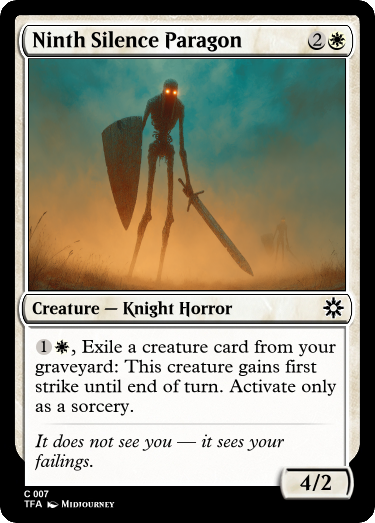 Ninth Silence Paragon 2
Creature — Knight Horror
1, Exile a creature card from your
graveyard: This creature gains first
strike until end of turn. Activate only
as a sorcery.
It does not see you — it sees your
failings.
4/2
C 007
TFA Midjourney